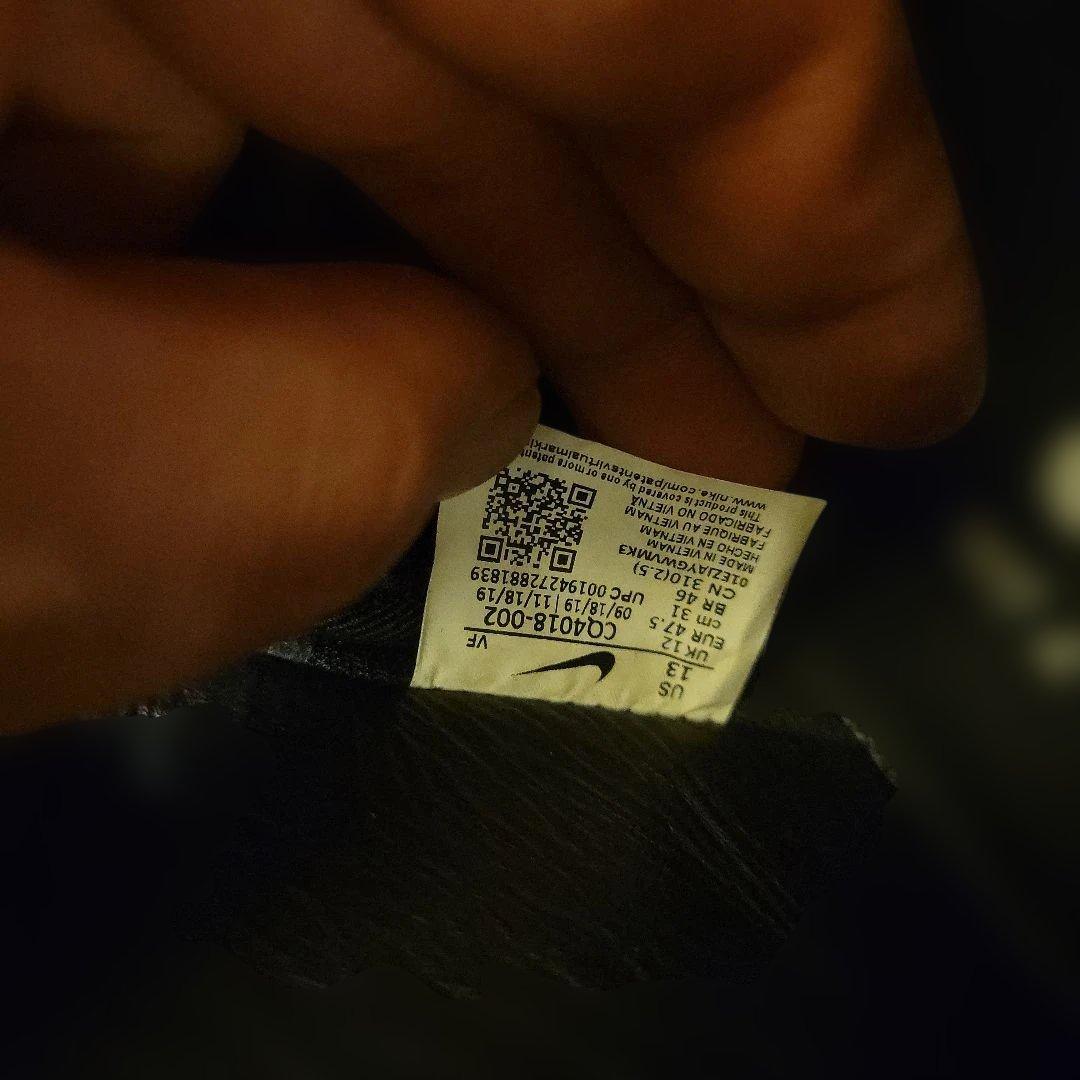 US
13
UK 12
EUR 47.5
cm 31
BR 46
CN 310(2.5)
VF
CQ4018-002
09/18/19 | 11/18/19
UPC 00194272881839
01EZJAYGWVMK3
MADE IN VIETNAM
HECHO EN VIETNAM
FABRIQUE AU VIETNAM
FABRICADO NO VIETNÃ
This product is covered by one or more patent
www.nike.com/patents